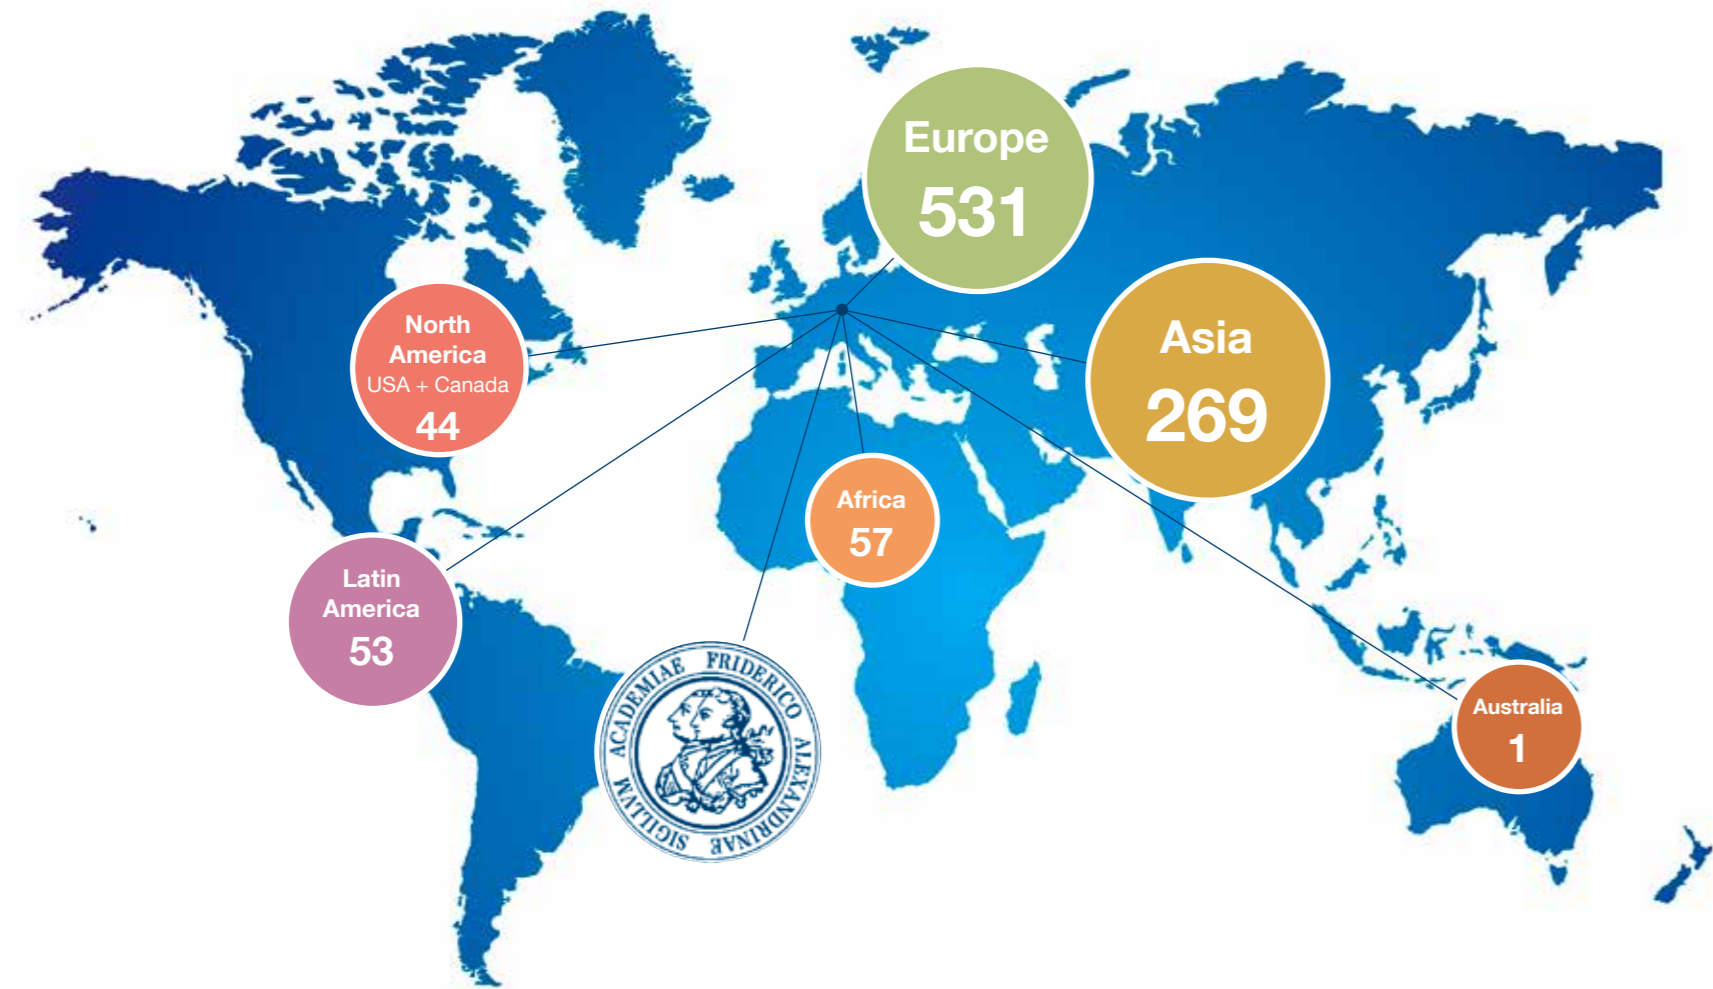 Europe
531
North
America
USA + Canada
44
Asia
269
Africa
57
Latin
America
53
SIGILLVM ACADEMIAE FRIDERICO ALEXANDRINAE
Australia
1